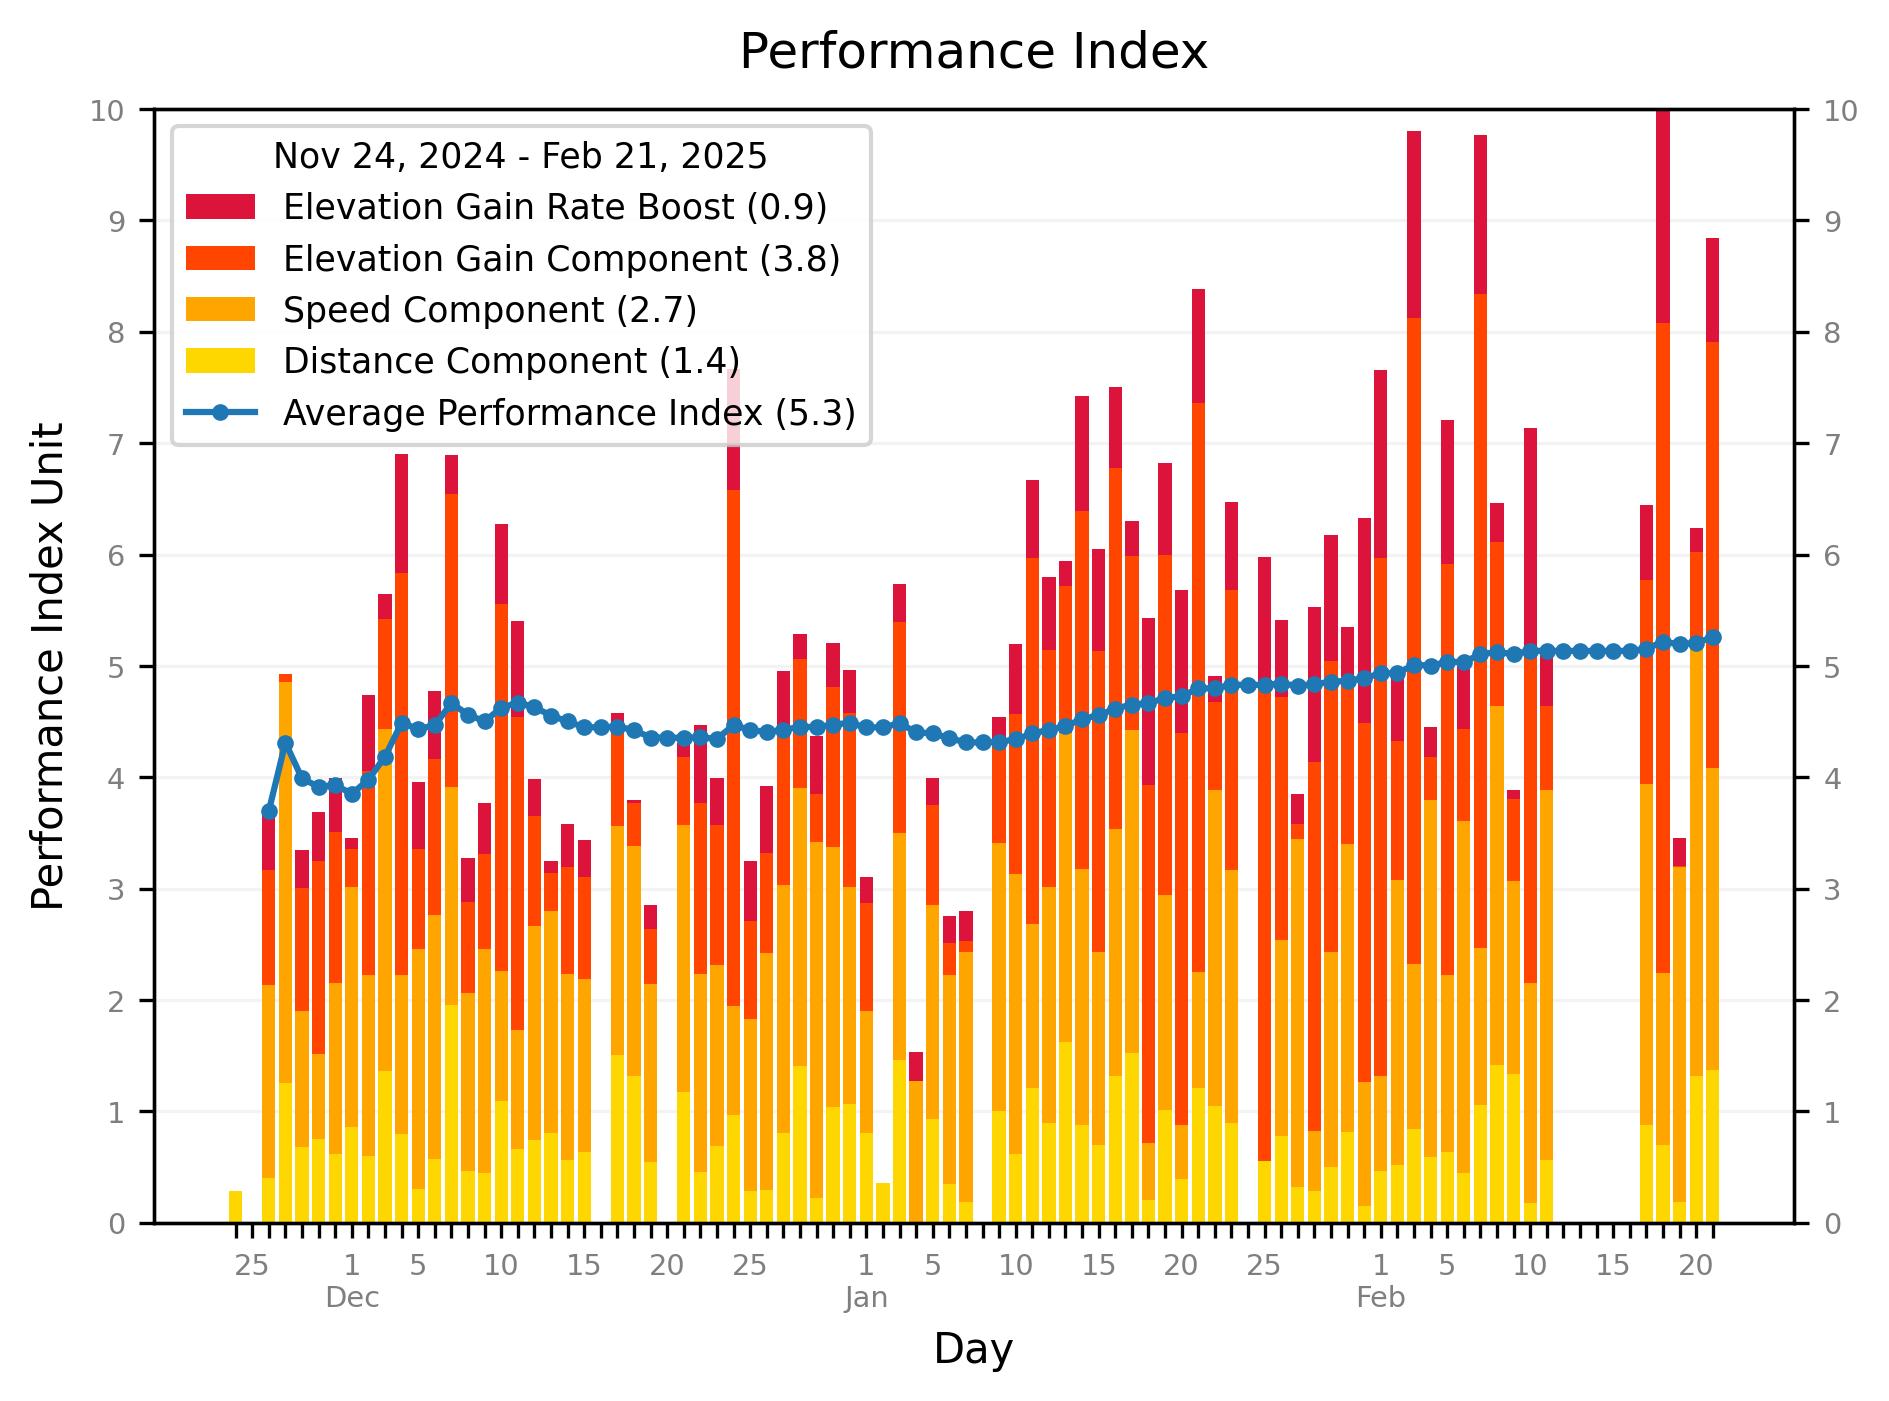 Performance Index
Nov 24, 2024 - Feb 21, 2025
Elevation Gain Rate Boost (0.9)
Elevation Gain Component (3.8)
Speed Component (2.7)
Distance Component (1.4)
Average Performance Index (5.3)
Performance Index Unit
10 10
9 9
8 8
7 7
6 6
5 5
4 4
3 3
2 2
1 1
0 0
25 1 5 10 15 20 25 1 5 10 15 20 25 1 5 10 15 20
Dec Jan Feb
Day